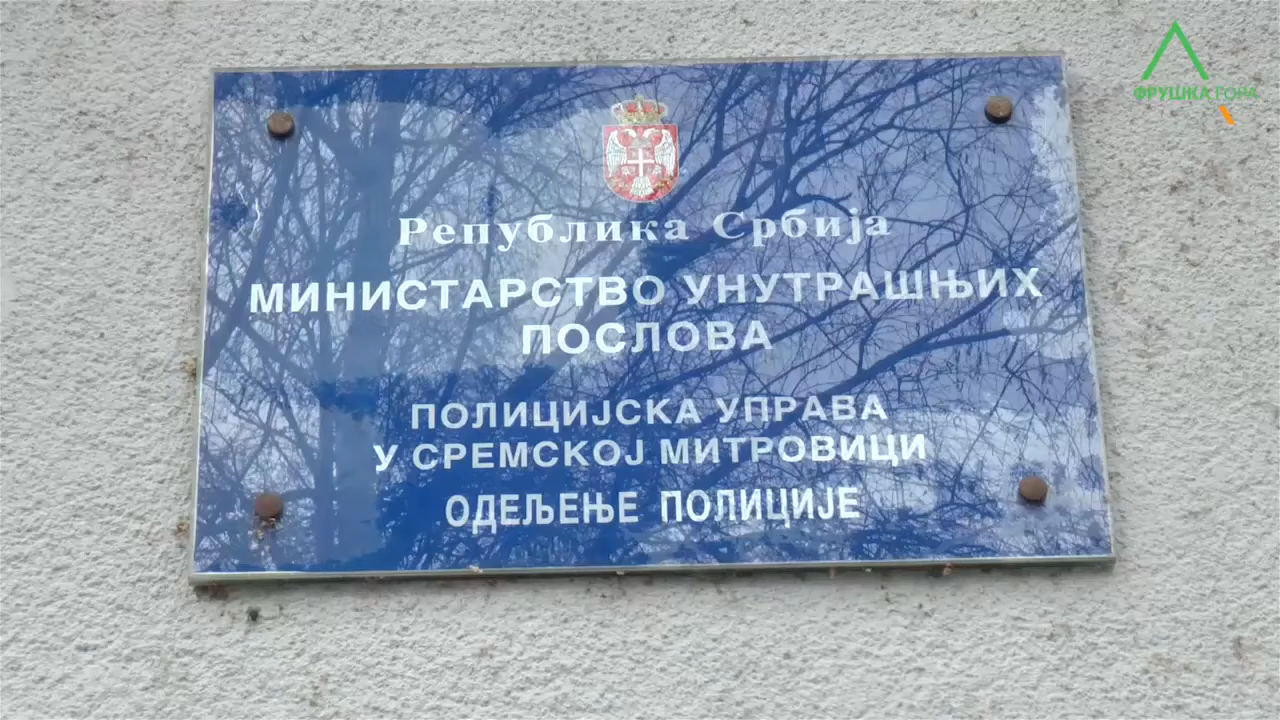 ФРУШКА ГОРА
Република Србија
МИНИСТАРСТВО УНУТРАШЊИХ
ПОСЛОВА
ПОЛИЦИЈСКА УПРАВА
У СРЕМСКОЈ МИТРОВИЦИ
ОДЕЉЕЊЕ ПОЛИЦИЈЕ